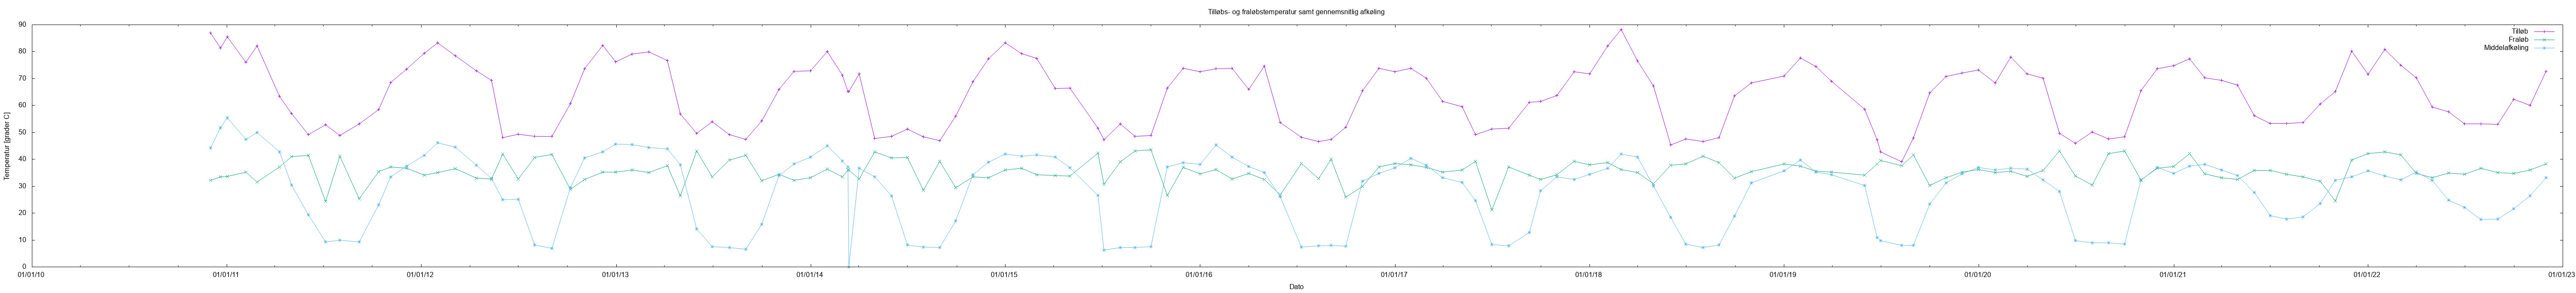 Tilløbs- og fraløbstemperatur samt gennemsnitlig afkøling
Tilløb
Fraløb
Middelafkøling
Temperatur [grader C]
90
80
70
60
50
40
30
20
10
0
01/01/10 01/01/11 01/01/12 01/01/13 01/01/14 01/01/15 01/01/16 01/01/17 01/01/18 01/01/19 01/01/20 01/01/21 01/01/22 01/01/23
Dato